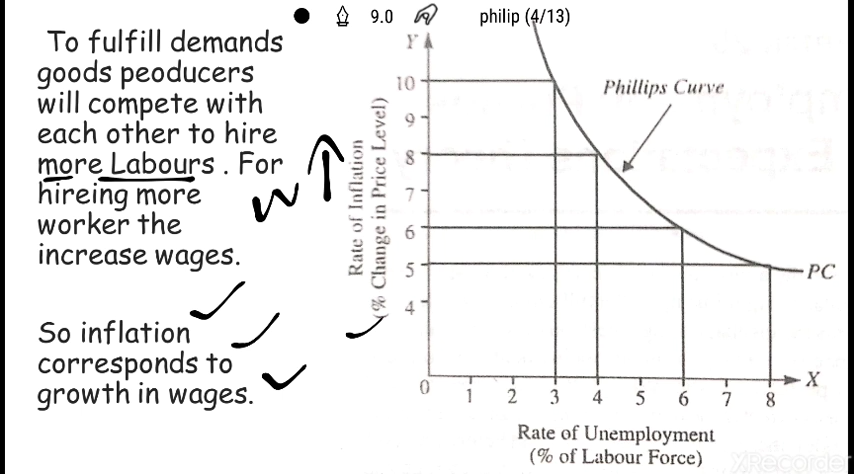 9.0
philip (4/13)
To fulfill demands
goods peoducers
will compete with
each other to hire
more Labours . For
hireing more
worker the
increase wages.
W
So inflation
corresponds to
growth in wages.
Y
Rate of Inflation
(% Change in Price Level)
10
9
8
7
6
5
4
Phillips Curve
PC
0 1 2 3 4 5 6 7 8 X
Rate of Unemployment
(% of Labour Force)
XRecorder